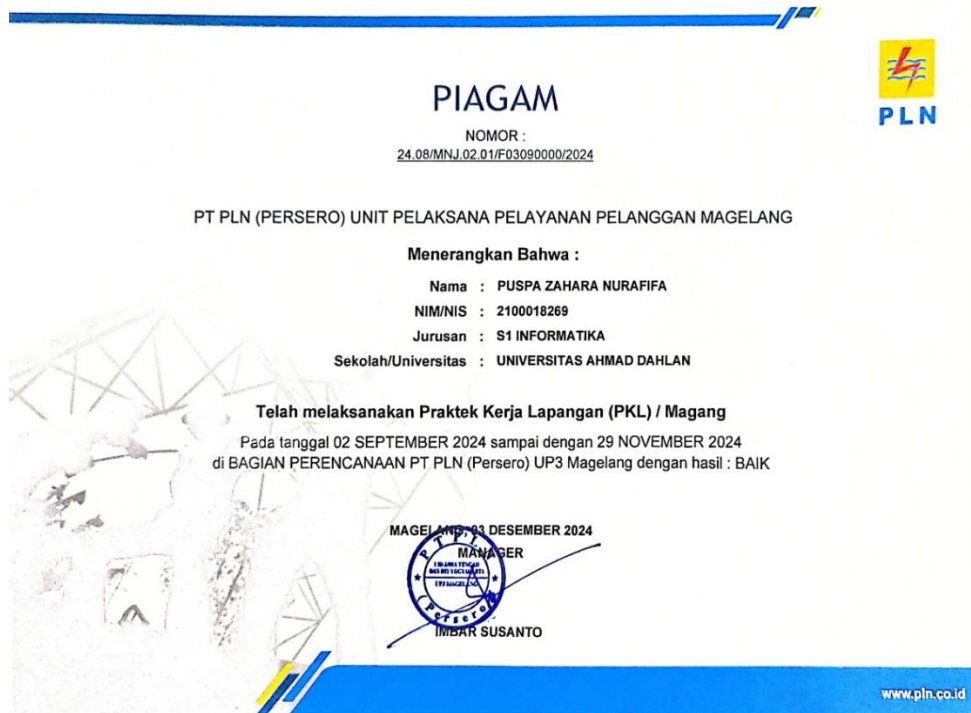 PLN
PIAGAM
NOMOR :
24.08/MNJ.02.01/F03090000/2024
PT PLN (PERSERO) UNIT PELAKSANA PELAYANAN PELANGGAN MAGELANG
Menerangkan Bahwa :
Nama : PUSPA ZAHARA NURAFIFA
NIM/NIS : 2100018269
Jurusan : S1 INFORMATIKA
Sekolah/Universitas : UNIVERSITAS AHMAD DAHLAN
Telah melaksanakan Praktek Kerja Lapangan (PKL) / Magang
Pada tanggal 02 SEPTEMBER 2024 sampai dengan 29 NOVEMBER 2024
di BAGIAN PERENCANAAN PT PLN (Persero) UP3 Magelang dengan hasil : BAIK
MAGELANG, 03 DESEMBER 2024
MANAGER
UP3 MAGELANG
(Persero)
IMBAR SUSANTO
www.pln.co.id